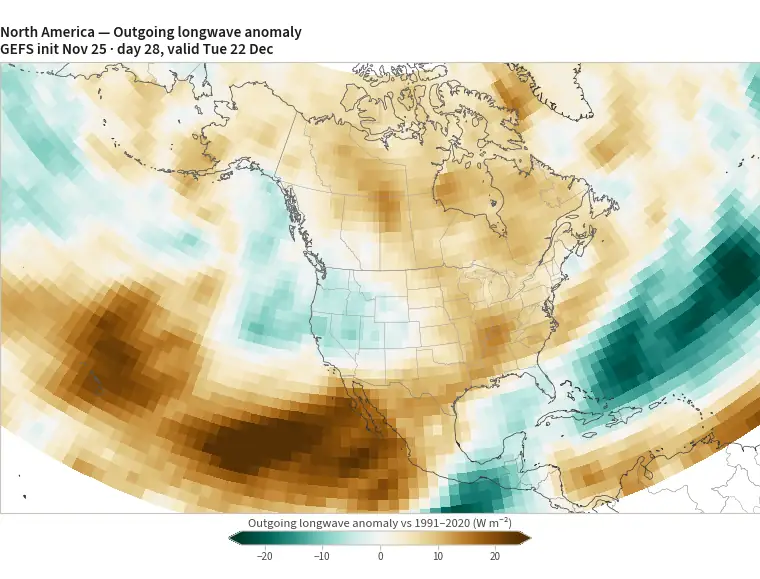 North America — Outgoing longwave anomaly
GEFS init Nov 25 · day 28, valid Tue 22 Dec
Outgoing longwave anomaly vs 1991–2020 (W m⁻²)
−20 −10 0 10 20